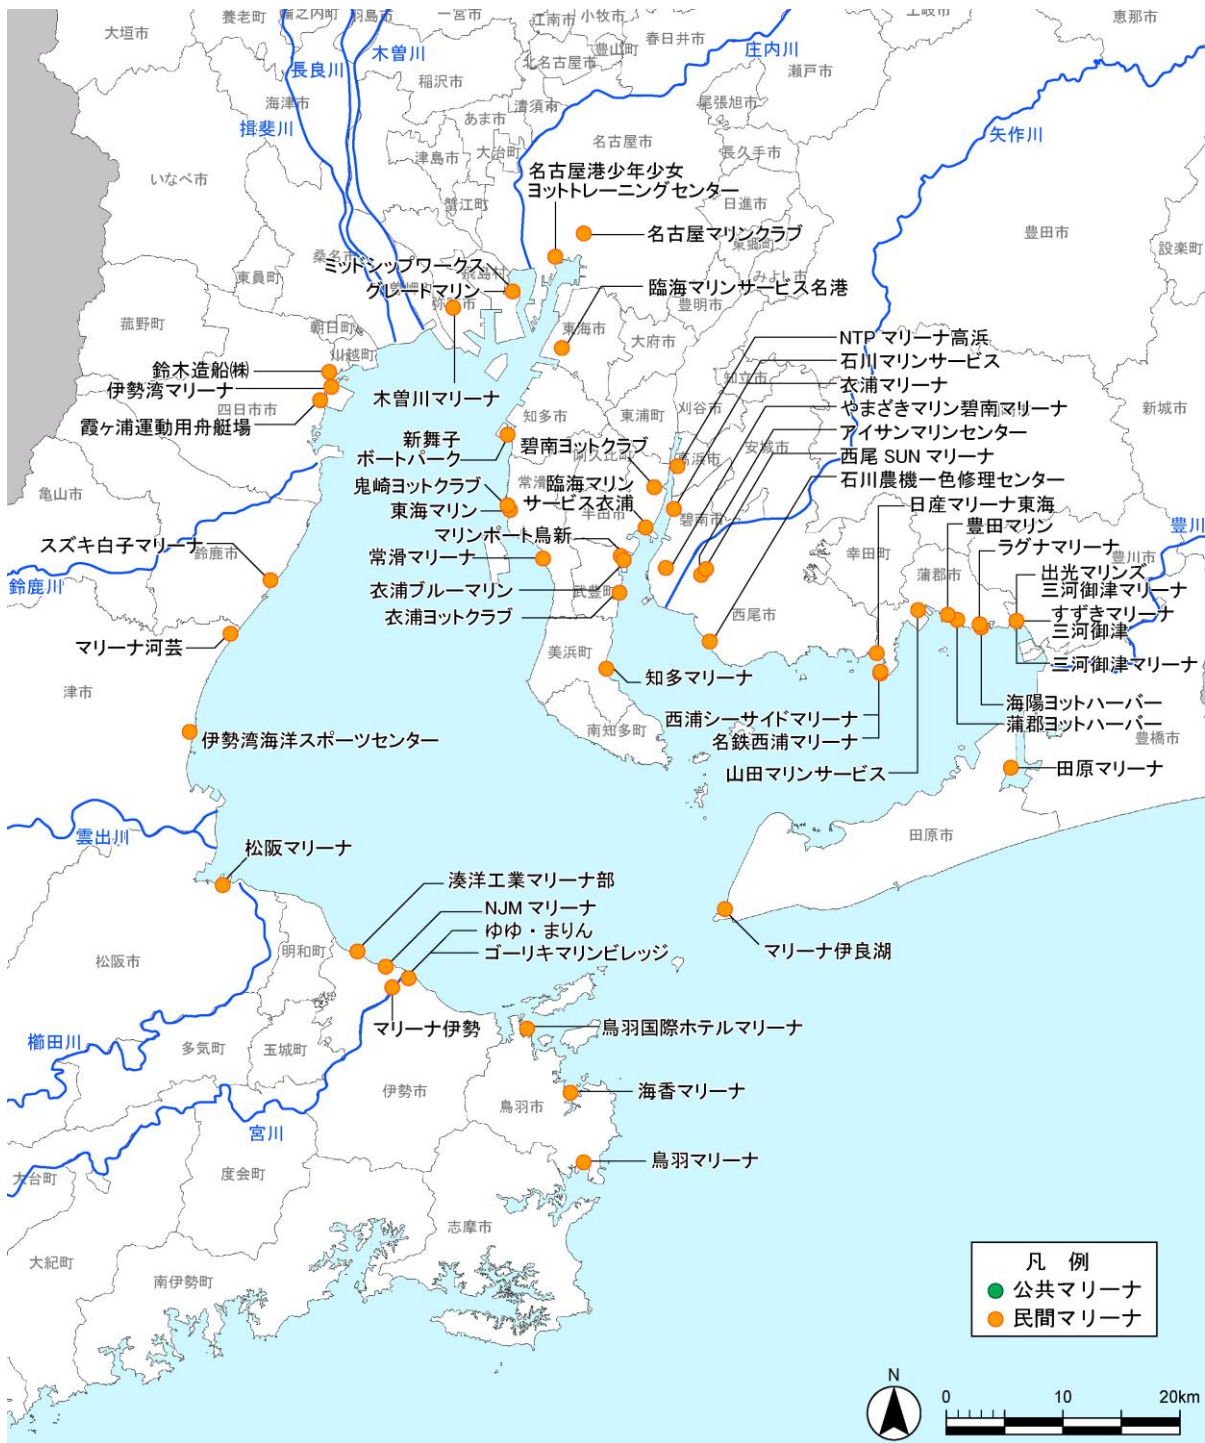 大垣市
養老町
輪之内町
羽島市
一宮市
江南市
小牧市
土岐市
恵那市
木曽川
長良川
揖斐川
北名古屋市
豊山町
春日井市
庄内川
瀬戸市
稲沢市
海津市
清須市
尾張旭市
あま市
津島市
大治町
名古屋市
長久手市
矢作川
いなべ市
蟹江町
名古屋港少年少女
ヨットトレーニングセンター
日進市
名古屋マリンクラブ
東郷町
豊田市
設楽町
桑名市
東員町
ミッドシップワークス
飛島村
グレートマリン
弥富市
みよし市
臨海マリンサービス名港
豊明市
菰野町
朝日町
川越町
東海市
大府市
NTP マリーナ高浜
石川マリンサービス
衣浦マリーナ
やまざきマリン碧南マリーナ
アイサンマリンセンター
西尾 SUN マリーナ
石川農機一色修理センター
鈴木造船㈱
伊勢湾マリーナ
四日市市
霞ヶ浦運動用舟艇場
木曽川マリーナ
知立市
新城市
知多市
東浦町
刈谷市
新舞子
ボートパーク
碧南ヨットクラブ
阿久比町
高浜市
安城市
亀山市
鬼崎ヨットクラブ
東海マリン
臨海マリン
サービス衣浦
半田市
碧南市
日産マリーナ東海
豊田マリン
ラグナマリーナ
豊川
豊川市
スズキ白子マリーナ
鈴鹿市
鈴鹿川
マリンポート鳥新
常滑マリーナ
衣浦ブルーマリン
武豊町
衣浦ヨットクラブ
幸田町
蒲郡市
出光マリンズ
三河御津マリーナ
すずきマリーナ
三河御津
三河御津マリーナ
西尾市
マリーナ河芸
美浜町
知多マリーナ
津市
南知多町
西浦シーサイドマリーナ
名鉄西浦マリーナ
山田マリンサービス
海陽ヨットハーバー
蒲郡ヨットハーバー
豊橋市
伊勢湾海洋スポーツセンター
田原マリーナ
雲出川
松阪マリーナ
田原市
湊洋工業マリーナ部
NJM マリーナ
ゆゆ・まりん
ゴーリキマリンビレッジ
マリーナ伊良湖
松阪市
明和町
マリーナ伊勢
鳥羽国際ホテルマリーナ
櫛田川
多気町
玉城町
伊勢市
鳥羽市
海香マリーナ
宮川
鳥羽マリーナ
大台町
度会町
志摩市
大紀町
南伊勢町
凡 例
公共マリーナ
民間マリーナ
N
0 10 20km